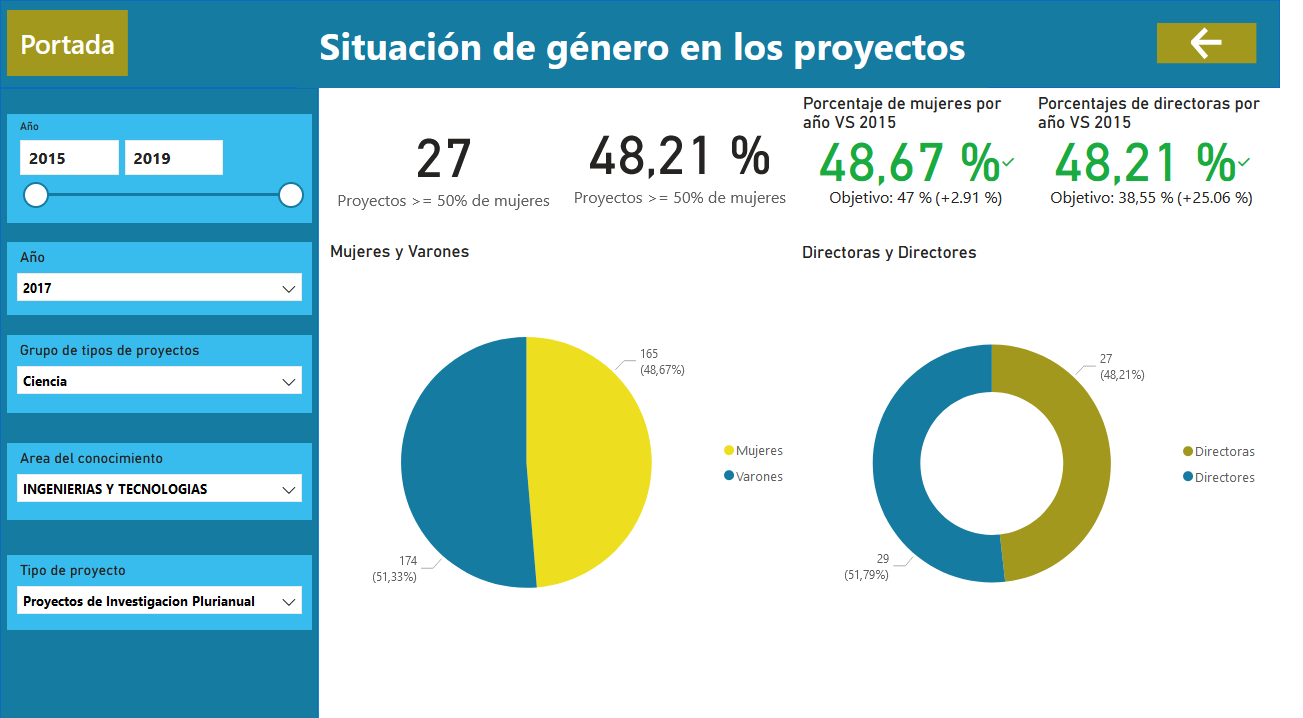 Portada
Situación de género en los proyectos
Año
2015
2019
Año
2017
Grupo de tipos de proyectos
Ciencia
Area del conocimiento
INGENIERIAS Y TECNOLOGIAS
Tipo de proyecto
Proyectos de Investigacion Plurianual
27
Proyectos >= 50% de mujeres
48,21 %
Proyectos >= 50% de mujeres
Porcentaje de mujeres por
año VS 2015
48,67 %
Objetivo: 47 % (+2.91 %)
Porcentajes de directoras por
año VS 2015
48,21 %
Objetivo: 38,55 % (+25.06 %)
Mujeres y Varones
165
(48,67%)
174
(51,33%)
Mujeres
Varones
Directoras y Directores
27
(48,21%)
29
(51,79%)
Directoras
Directores